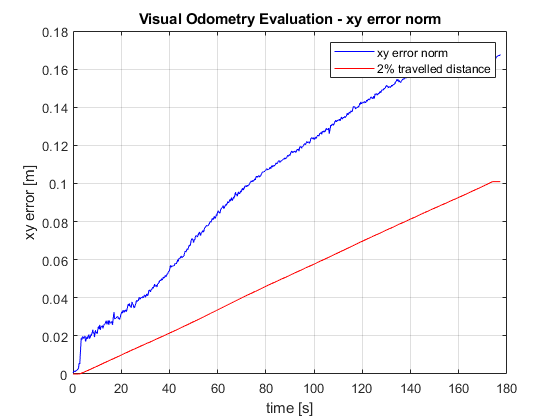 Visual Odometry Evaluation - xy error norm
0.18
0.16
0.14
0.12
0.1
0.08
0.06
0.04
0.02
0
xy error [m]
xy error norm
2% travelled distance
0 20 40 60 80 100 120 140 160 180
time [s]